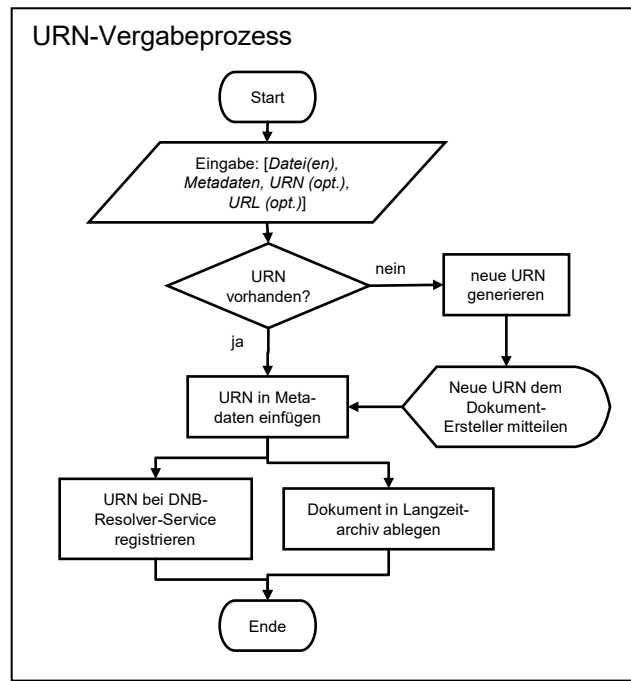 URN-Vergabeprozess
Start
Eingabe: [Datei(en),
Metadaten, URN (opt.),
URL (opt.)]
URN
vorhanden?
nein
neue URN
generieren
ja
URN in Meta-
daten einfügen
Neue URN dem
Dokument-
Ersteller mitteilen
URN bei DNB-
Resolver-Service
registrieren
Dokument in Langzeit-
archiv ablegen
Ende